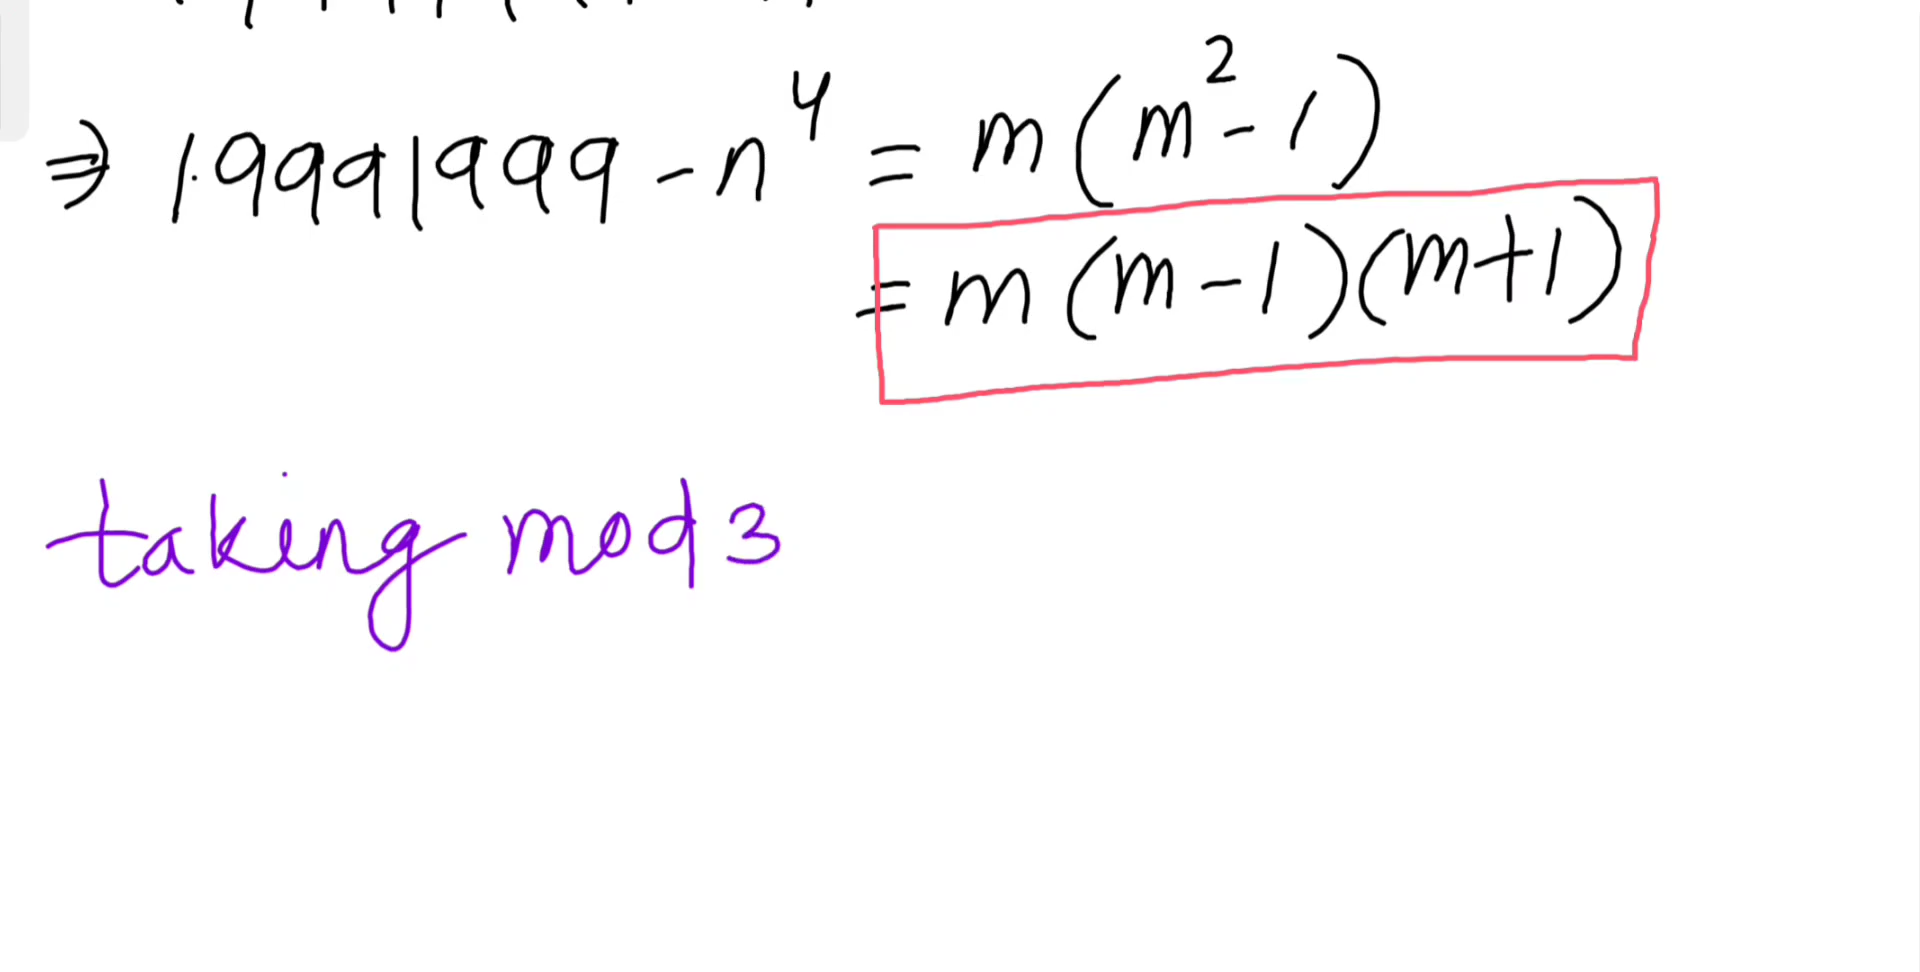 ⇒ 19991999 - n⁴ = m(m² - 1)
= m(m - 1)(m + 1)
taking mod 3